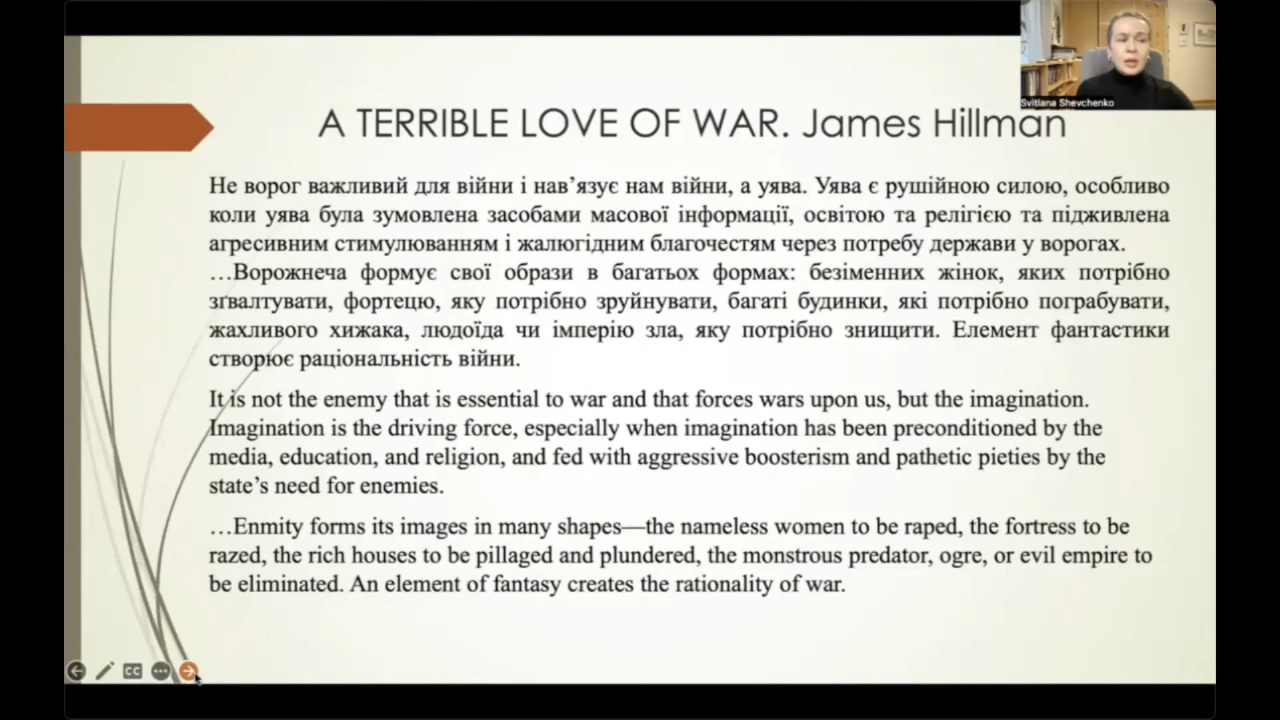 Svitlana Shevchenko
A TERRIBLE LOVE OF WAR. James Hillman
Не ворог важливий для війни і нав’язує нам війни, а уява. Уява є рушійною силою, особливо
коли уява була зумовлена засобами масової інформації, освітою та релігією та підживлена
агресивним стимулюванням і жалюгідним благочестям через потребу держави у ворогах.
…Ворожнеча формує свої образи в багатьох формах: безіменних жінок, яких потрібно
зґвалтувати, фортецю, яку потрібно зруйнувати, багаті будинки, які потрібно пограбувати,
жахливого хижака, людоїда чи імперію зла, яку потрібно знищити. Елемент фантастики
створює раціональність війни.
It is not the enemy that is essential to war and that forces wars upon us, but the imagination.
Imagination is the driving force, especially when imagination has been preconditioned by the
media, education, and religion, and fed with aggressive boosterism and pathetic pieties by the
state’s need for enemies.
…Enmity forms its images in many shapes—the nameless women to be raped, the fortress to be
razed, the rich houses to be pillaged and plundered, the monstrous predator, ogre, or evil empire to
be eliminated. An element of fantasy creates the rationality of war.
CC